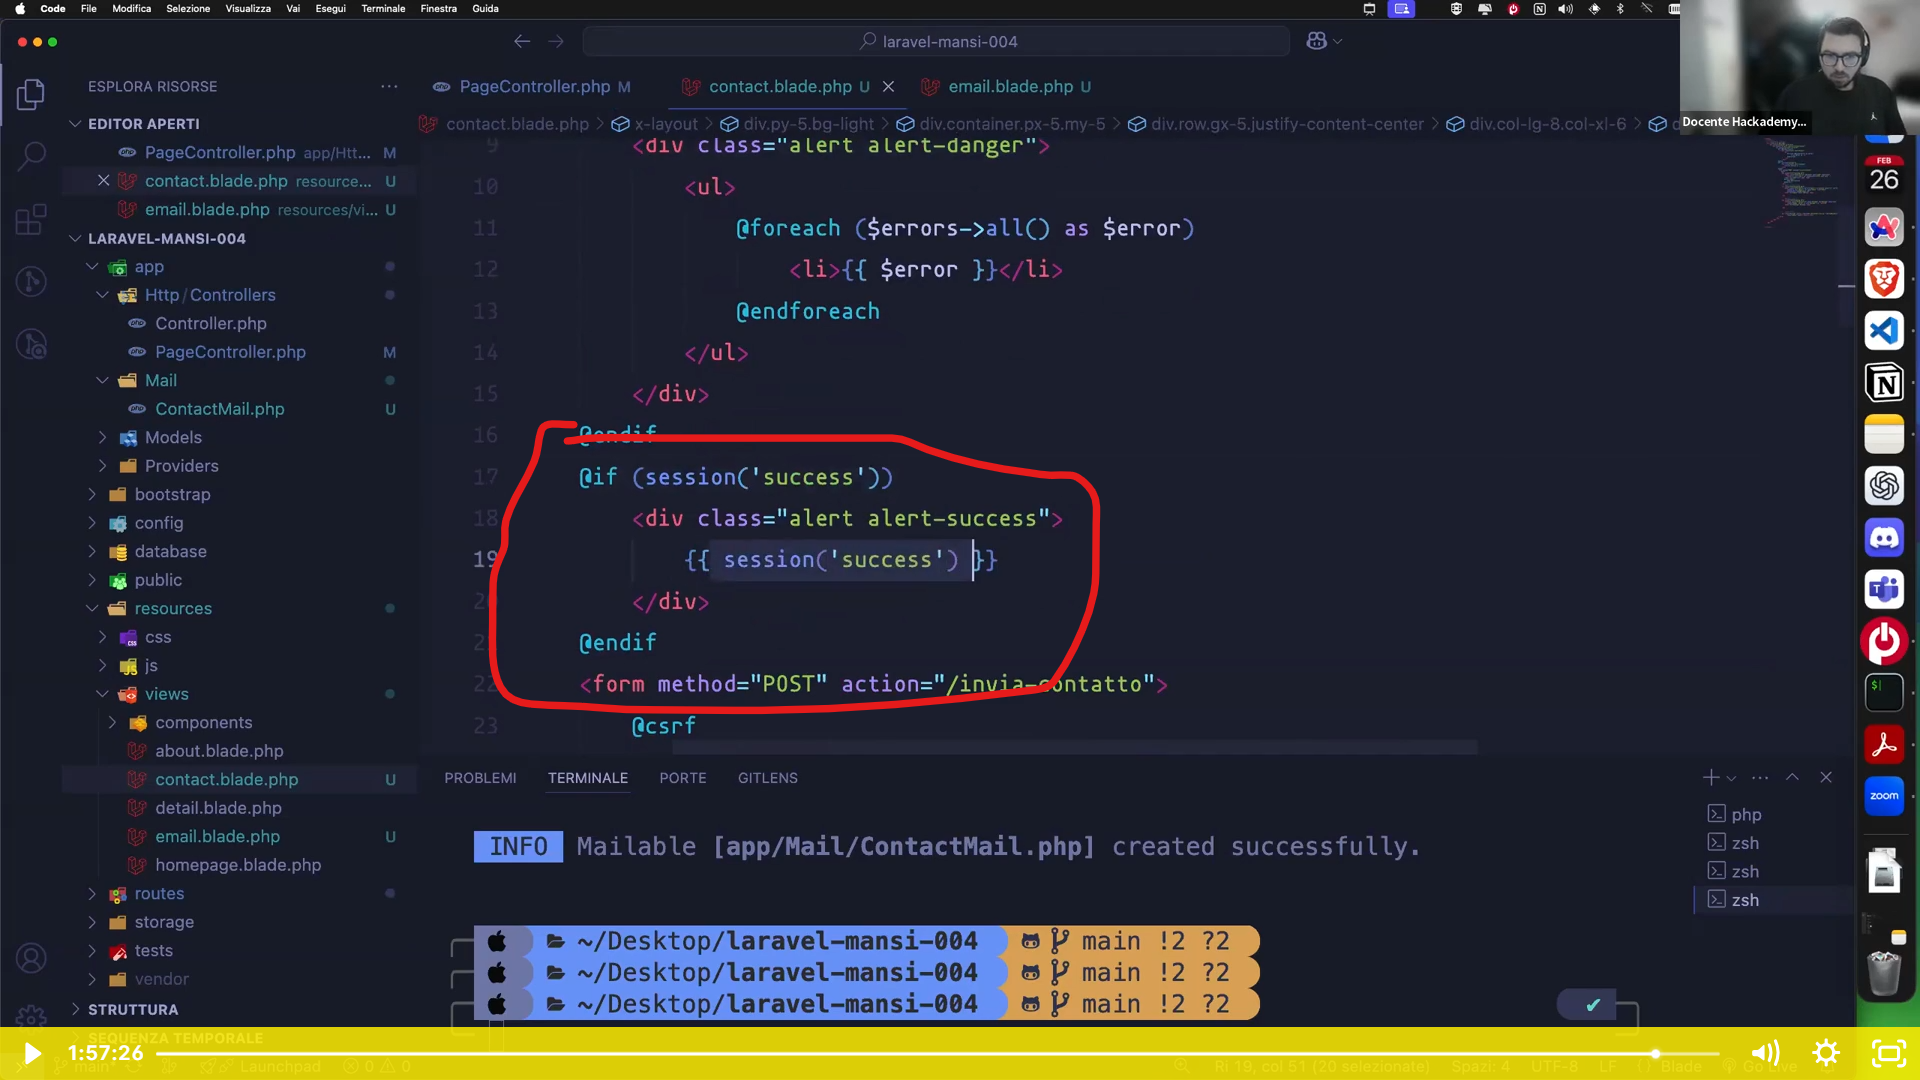 Code File Modifica Selezione Visualizza Vai Esegui Terminale Finestra Guida
laravel-mansi-004
FEB
26
Docente Hackademy...
ESPLORA RISORSE
EDITOR APERTI
PageController.php app/Htt... M
contact.blade.php resource... U
email.blade.php resources/vi... U
LARAVEL-MANSI-004
app
Http/Controllers
Controller.php
PageController.php M
Mail
ContactMail.php U
Models
Providers
bootstrap
config
database
public
resources
css
js
views
components
about.blade.php
contact.blade.php U
detail.blade.php
email.blade.php U
homepage.blade.php
routes
storage
tests
vendor
STRUTTURA
SEQUENZA TEMPORALE
PageController.php M
contact.blade.php U
email.blade.php U
contact.blade.php > x-layout > div.py-5.bg-light > div.container.px-5.my-5 > div.row.gx-5.justify-content-center > div.col-lg-8.col-xl-6 >
9 <div class="alert alert-danger">
10 <ul>
11 @foreach ($errors->all() as $error)
12 <li>{{ $error }}</li>
13 @endforeach
14 </ul>
15 </div>
16 @endif
17 @if (session('success'))
18 <div class="alert alert-success">
19 {{ session('success') }}
20 </div>
21 @endif
22 <form method="POST" action="/invia-contatto">
23 @csrf
PROBLEMI TERMINALE PORTE GITLENS
INFO Mailable [app/Mail/ContactMail.php] created successfully.
~/Desktop/laravel-mansi-004 main !2 ?2
~/Desktop/laravel-mansi-004 main !2 ?2
~/Desktop/laravel-mansi-004 main !2 ?2
php
zsh
zsh
zsh
zoom
1:57:26
main* Launchpad 0 0 Ri 19, col 51 (20 selezionate) Spazi: 4 UTF-8 LF Blade Go Live